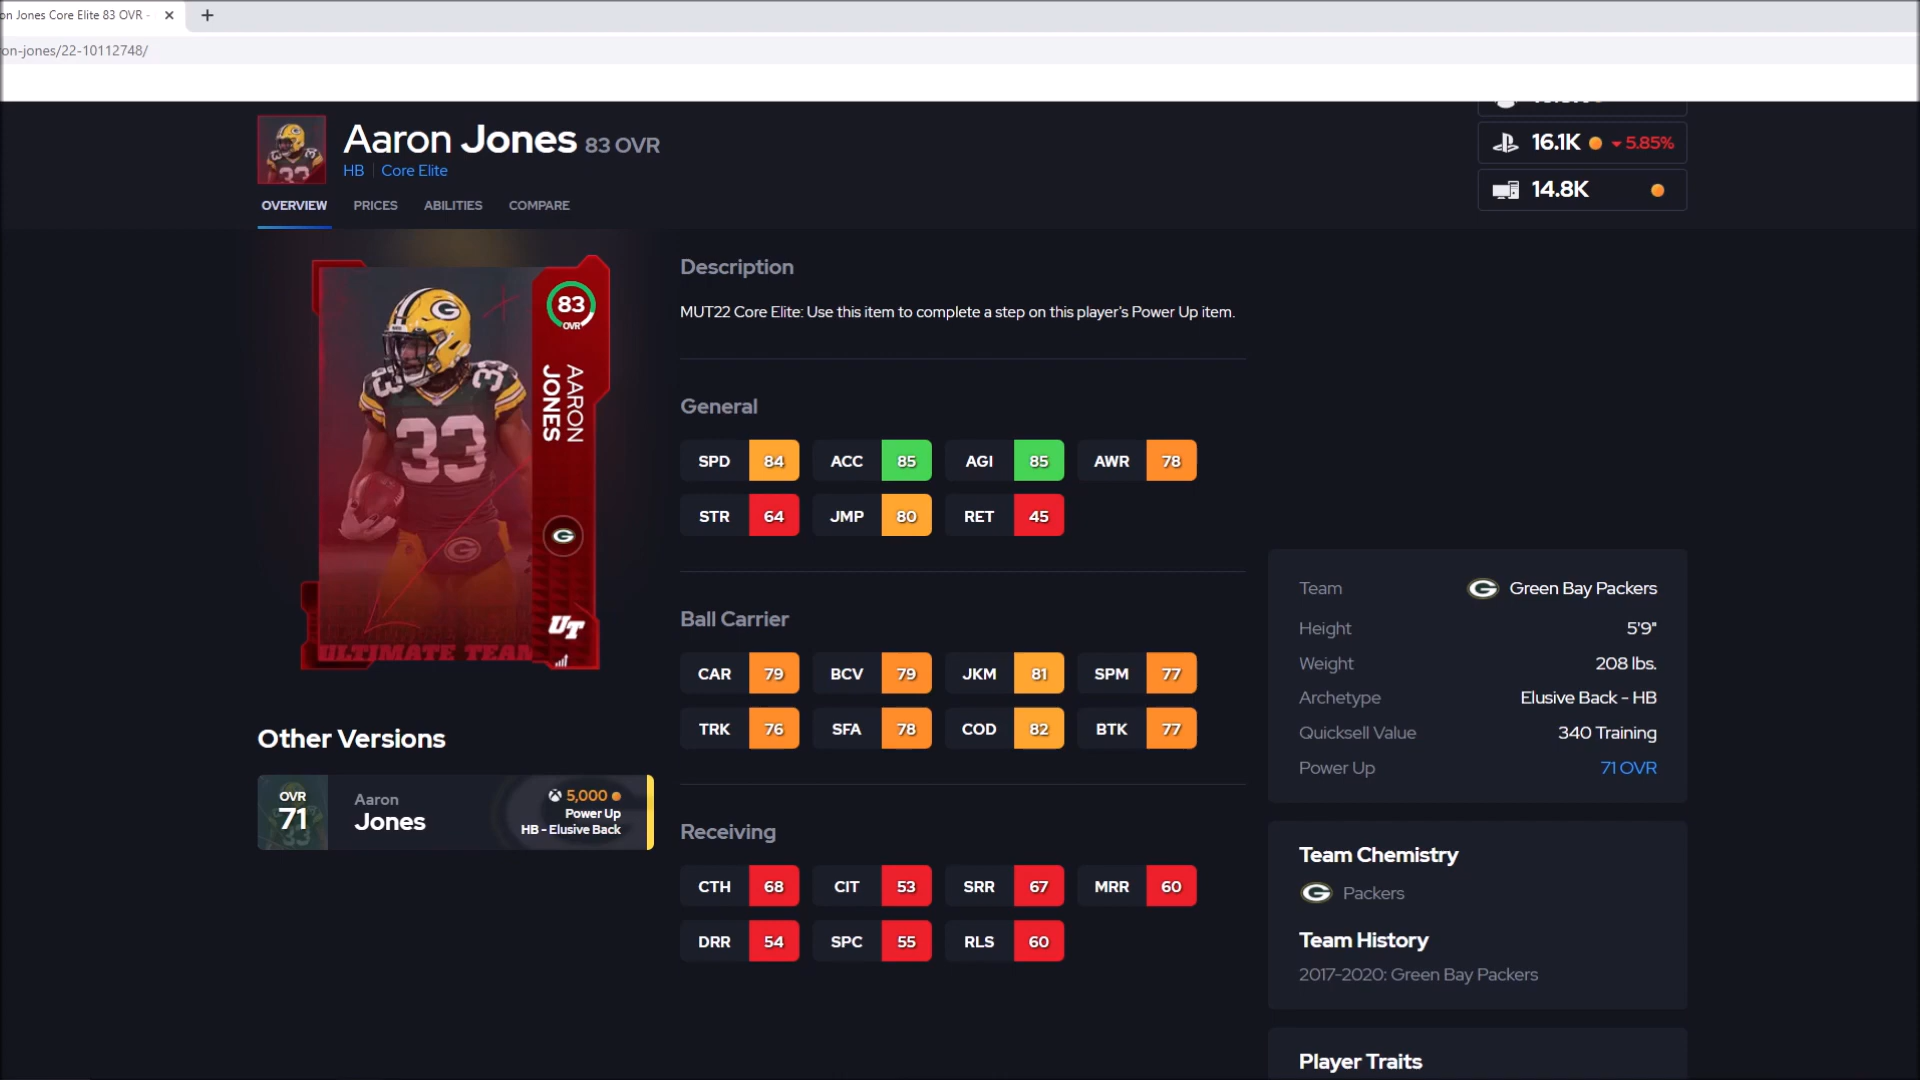 on Jones Core Elite 83 OVR -
on-jones/22-10112748/
Aaron Jones 83 OVR
HB Core Elite
16.1K 5.85%
14.8K
OVERVIEW PRICES ABILITIES COMPARE
83
OVR
AARON
JONES
33
33
33
G
UT
ULTIMATE TEAM
Description
MUT22 Core Elite: Use this item to complete a step on this player's Power Up item.
General
SPD 84 ACC 85 AGI 85 AWR 78
STR 64 JMP 80 RET 45
Ball Carrier
CAR 79 BCV 79 JKM 81 SPM 77
TRK 76 SFA 78 COD 82 BTK 77
Receiving
CTH 68 CIT 53 SRR 67 MRR 60
DRR 54 SPC 55 RLS 60
Other Versions
OVR
71
Aaron
Jones
5,000
Power Up
HB - Elusive Back
Team Green Bay Packers
Height 5'9"
Weight 208 lbs.
Archetype Elusive Back - HB
Quicksell Value 340 Training
Power Up 71 OVR
Team Chemistry
Packers
Team History
2017-2020: Green Bay Packers
Player Traits